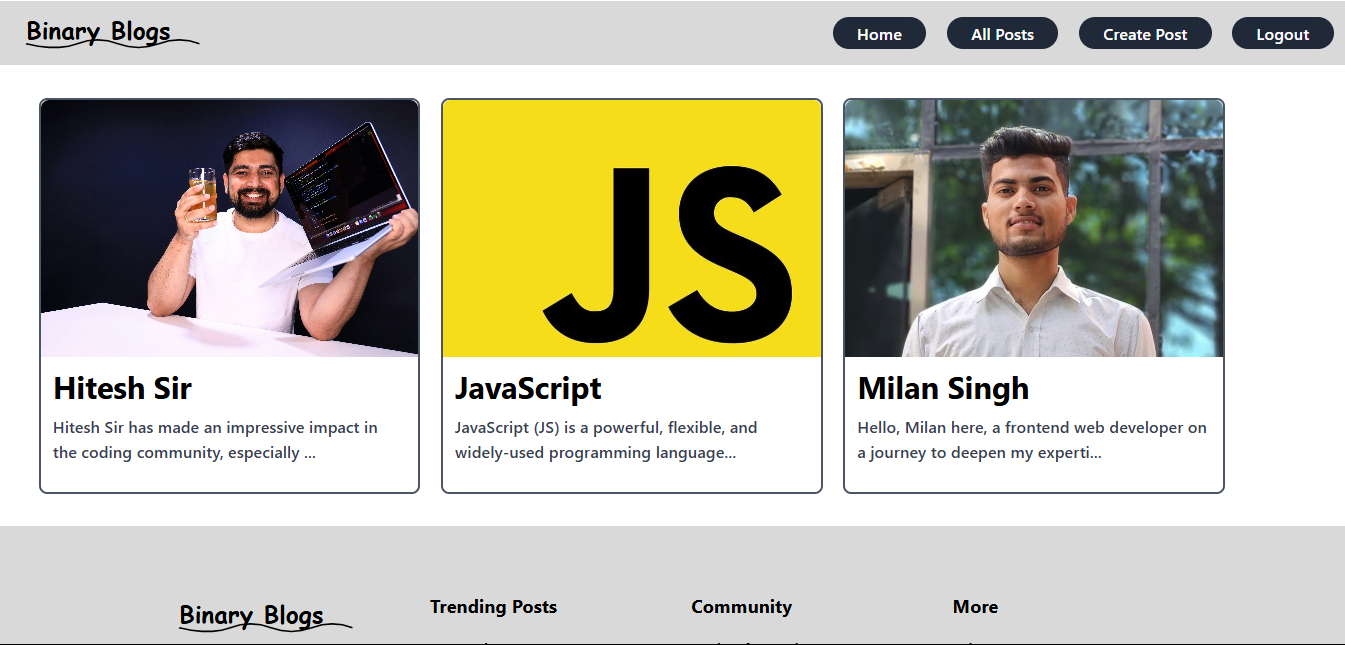 Binary Blogs
Home
All Posts
Create Post
Logout
JS
Hitesh Sir
Hitesh Sir has made an impressive impact in
the coding community, especially ...
JavaScript
JavaScript (JS) is a powerful, flexible, and
widely-used programming language...
Milan Singh
Hello, Milan here, a frontend web developer on
a journey to deepen my experti...
Binary Blogs
Trending Posts
Community
More